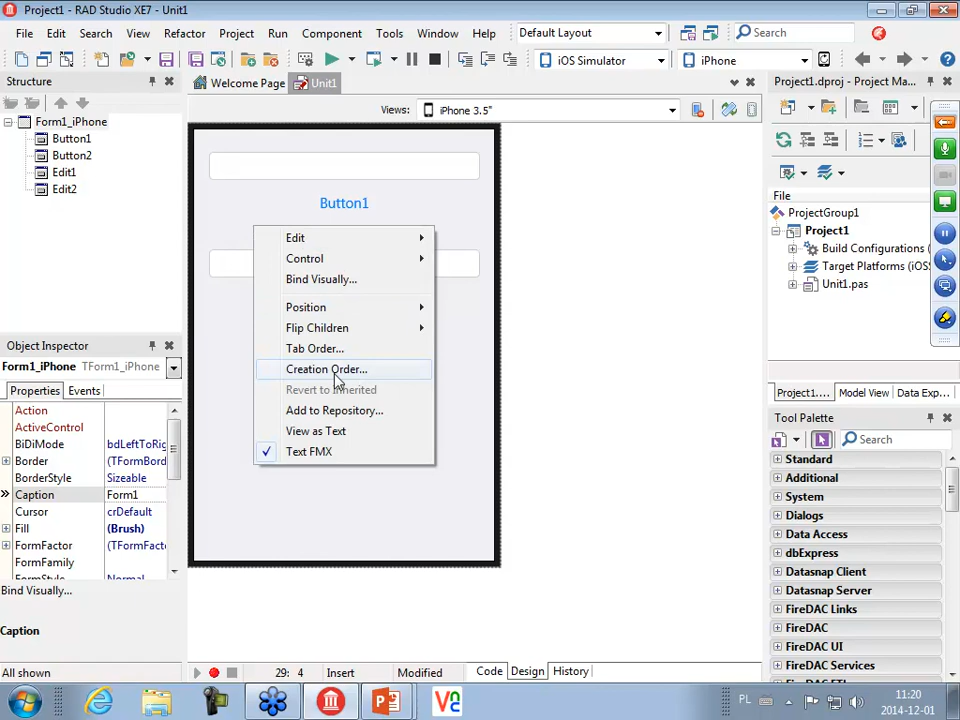 Project1 - RAD Studio XE7 - Unit1
File Edit Search View Refactor Project Run Component Tools Window Help
Default Layout
Search
iOS Simulator
iPhone
Structure
Form1_iPhone
Button1
Button2
Edit1
Edit2
Welcome Page
Unit1
Views: iPhone 3.5"
Button1
Edit
Control
Bind Visually...
Position
Flip Children
Tab Order...
Creation Order...
Revert to Inherited
Add to Repository...
View as Text
Text FMX
Object Inspector
Form1_iPhone TForm1_iPhone
Properties Events
Action
ActiveControl
BiDiMode bdLeftToRig
Border (TFormBord
BorderStyle Sizeable
Caption Form1
Cursor crDefault
Fill (Brush)
FormFactor (TFormFacto
FormFamily
FormStyle Normal
Bind Visually...
Caption
All shown
29: 4 Insert Modified Code Design History
Project1.dproj - Project Ma...
File
ProjectGroup1
Project1
Build Configurations (
Target Platforms (iOS
Unit1.pas
Project1.... Model View Data Exp...
Tool Palette
Search
Standard
Additional
System
Dialogs
Data Access
dbExpress
Datasnap Client
Datasnap Server
FireDAC Links
FireDAC
FireDAC UI
FireDAC Services
PL
11:20
2014-12-01